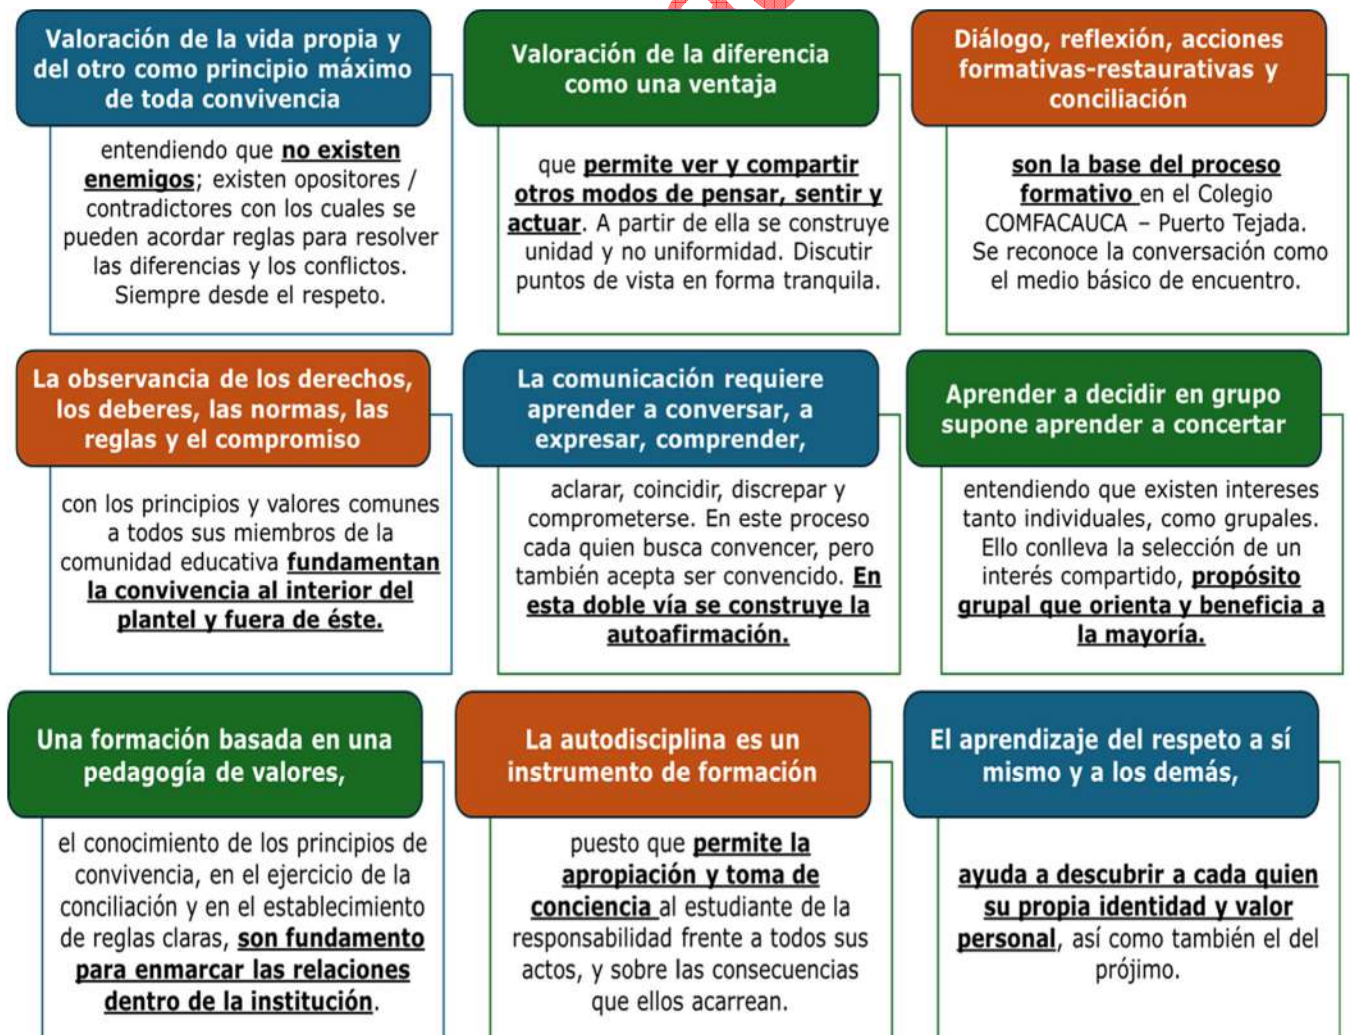 Valoración de la vida propia y
del otro como principio máximo
de toda convivencia
entendiendo que no existen
enemigos; existen opositores /
contradictores con los cuales se
pueden acordar reglas para resolver
las diferencias y los conflictos.
Siempre desde el respeto.
Valoración de la diferencia
como una ventaja
que permite ver y compartir
otros modos de pensar, sentir y
actuar. A partir de ella se construye
unidad y no uniformidad. Discutir
puntos de vista en forma tranquila.
Diálogo, reflexión, acciones
formativas-restaurativas y
conciliación
son la base del proceso
formativo en el Colegio
COMFACAUCA – Puerto Tejada.
Se reconoce la conversación como
el medio básico de encuentro.
La observancia de los derechos,
los deberes, las normas, las
reglas y el compromiso
con los principios y valores comunes
a todos sus miembros de la
comunidad educativa fundamentan
la convivencia al interior del
plantel y fuera de éste.
La comunicación requiere
aprender a conversar, a
expresar, comprender,
aclarar, coincidir, discrepar y
comprometerse. En este proceso
cada quien busca convencer, pero
también acepta ser convencido. En
esta doble vía se construye la
autoafirmación.
Aprender a decidir en grupo
supone aprender a concertar
entendiendo que existen intereses
tanto individuales, como grupales.
Ello conlleva la selección de un
interés compartido, propósito
grupal que orienta y beneficia a
la mayoría.
Una formación basada en una
pedagogía de valores,
el conocimiento de los principios de
convivencia, en el ejercicio de la
conciliación y en el establecimiento
de reglas claras, son fundamento
para enmarcar las relaciones
dentro de la institución.
La autodisciplina es un
instrumento de formación
puesto que permite la
apropiación y toma de
conciencia al estudiante de la
responsabilidad frente a todos sus
actos, y sobre las consecuencias
que ellos acarrean.
El aprendizaje del respeto a sí
mismo y a los demás,
ayuda a descubrir a cada quien
su propia identidad y valor
personal, así como también el del
prójimo.